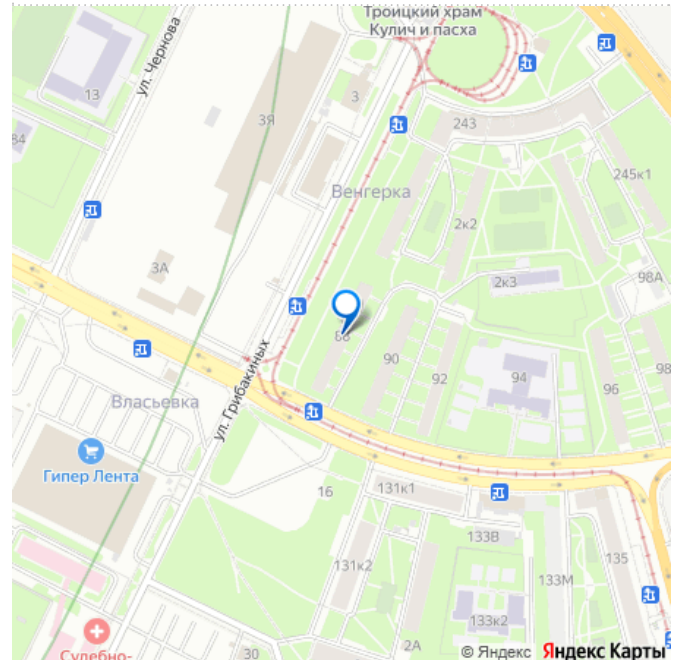 Троицкий храм
Кулич и пасха
ул. Чернова
13
3
3Я
243
84
Венгерка
245к1
2к2
3А
98А
2к3
88
90
92
94
96
98
Власьевка
ул. Грибакиных
Гипер Лента
16
131к1
133В
135
131к2
133М
133к2
2А
30
Судебно-
© Яндекс Яндекс Карты